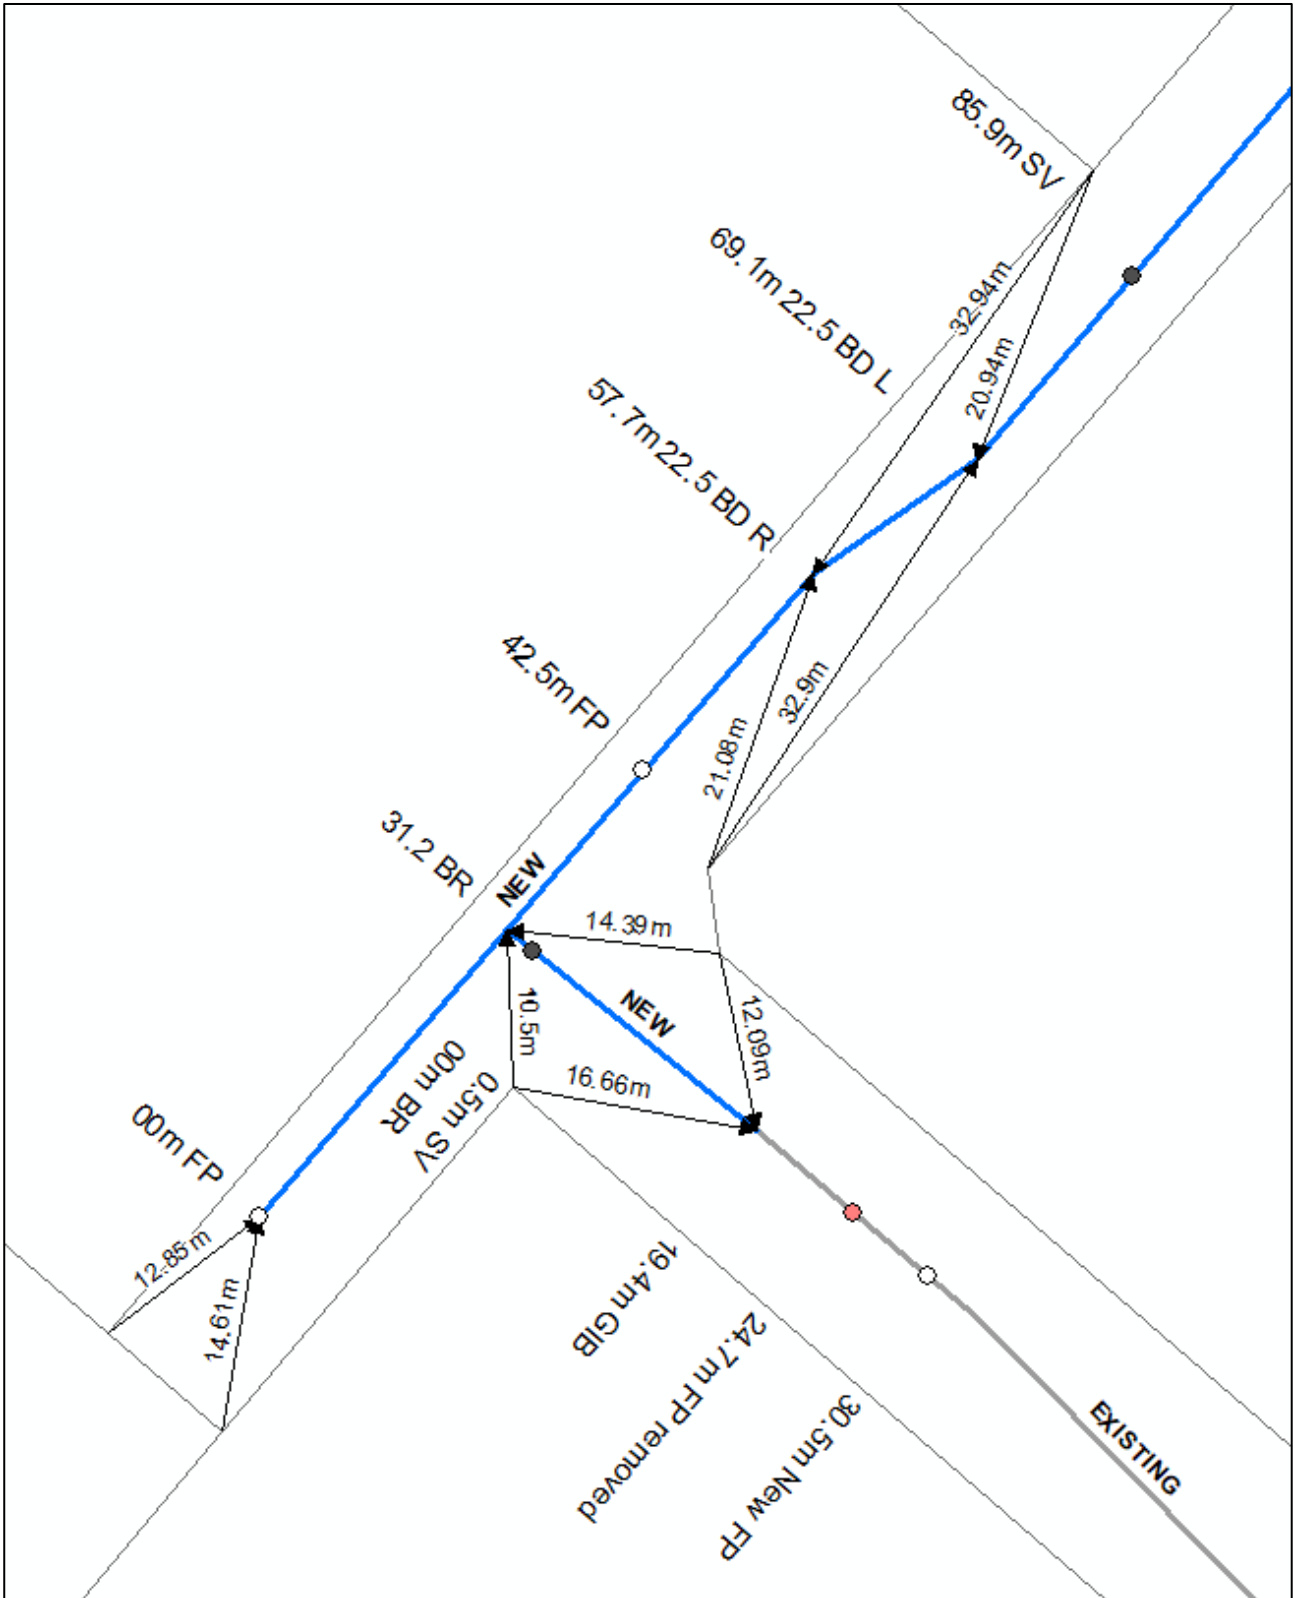 85.9m SV
69.1m 22.5 BD L
32.94m
20.94m
57.7m 22.5 BD R
42.5m FP
32.9m
21.08m
31.2 BR
NEW
14.39m
NEW
10.5m
12.09m
00m BR
0.5m SV
16.66m
00m FP
12.85m
14.61m
19.4m GIB
24.7m FP removed
30.5m New FP
EXISTING